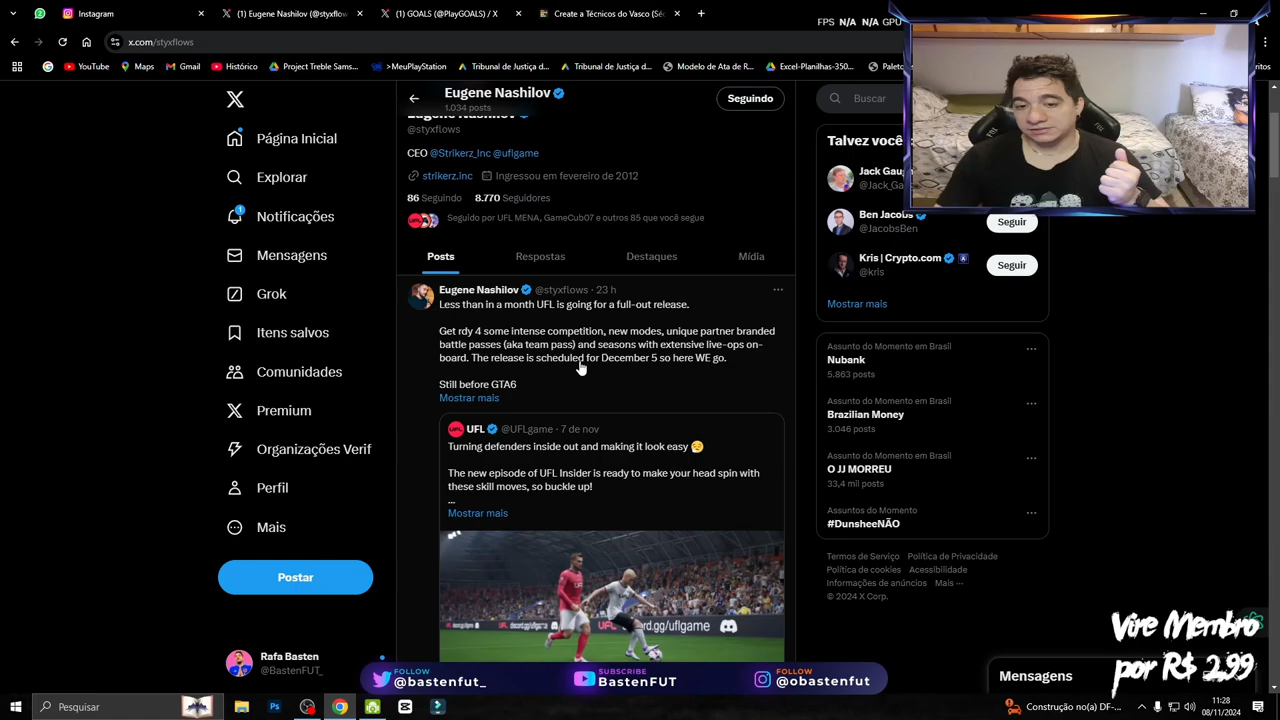 Instagram
(1) Eugene Nashilov (@styxflow
(1) GOALS (@PlayGOALS) / X
Create a Técnicos do Vasco (Séc
FPS N/A N/A GPU
x.com/styxflows
YouTube
Maps
Gmail
Histórico
Project Treble Sams...
>MeuPlayStation
Tribunal de Justiça d...
Tribunal de Justiça d...
Modelo de Ata de R...
Excel-Planilhas-350...
Eugene Nashilov
1.034 posts
Seguindo
Eugene Nashilov
@styxflows
CEO @Strikerz_Inc @uflgame
strikerz.inc Ingressou em fevereiro de 2012
86 Seguindo 8.770 Seguidores
Seguido por UFL MENA, GameCub07 e outros 85 que você segue
Posts
Respostas
Destaques
Mídia
Eugene Nashilov @styxflows · 23 h
Less than in a month UFL is going for a full-out release.
Get rdy 4 some intense competition, new modes, unique partner branded
battle passes (aka team pass) and seasons with extensive live-ops on-
board. The release is scheduled for December 5 so here WE go.
Still before GTA6
Mostrar mais
UFL @UFLgame · 7 de nov
Turning defenders inside out and making it look easy 😮‍💨
The new episode of UFL Insider is ready to make your head spin with
these skill moves, so buckle up!
...
Mostrar mais
X
Página Inicial
Explorar
1
Notificações
Mensagens
Grok
Itens salvos
Comunidades
Premium
Organizações Verif
Perfil
Mais
Postar
Rafa Basten
@BastenFUT_
Buscar
Talvez você
Jack Gaug
@Jack_Ga
Ben Jacobs
@JacobsBen
Seguir
Kris | Crypto.com
@kris
Seguir
Mostrar mais
Assunto do Momento em Brasil
Nubank
5.863 posts
Assunto do Momento em Brasil
Brazilian Money
3.046 posts
Assunto do Momento em Brasil
O JJ MORREU
33,4 mil posts
Assuntos do Momento
#DunsheeNÃO
Termos de Serviço Política de Privacidade
Política de cookies Acessibilidade
Informações de anúncios Mais ···
© 2024 X Corp.
Vire Membro
por R$ 2,99
Mensagens
FOLLOW
@bastenfut_
SUBSCRIBE
BastenFUT
FOLLOW
@obastenfut
Pesquisar
Construção no(a) DF-...
11:28
08/11/2024